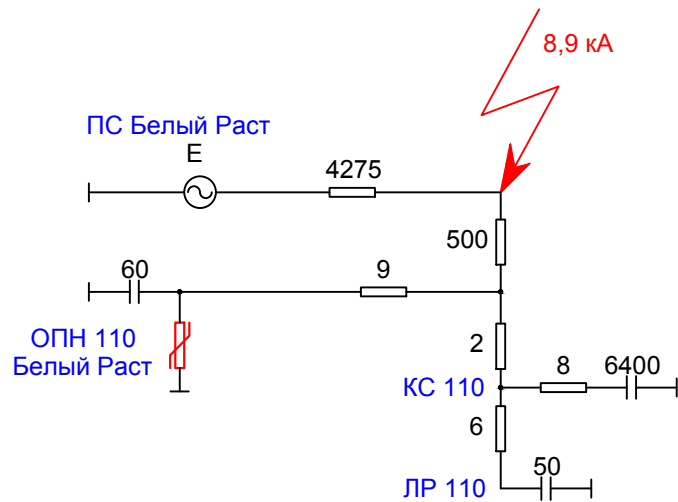 8,9 кА
ПС Белый Раст
E
4275
500
60
9
ОПН 110
Белый Раст
2
КС 110
8
6400
6
ЛР 110
50